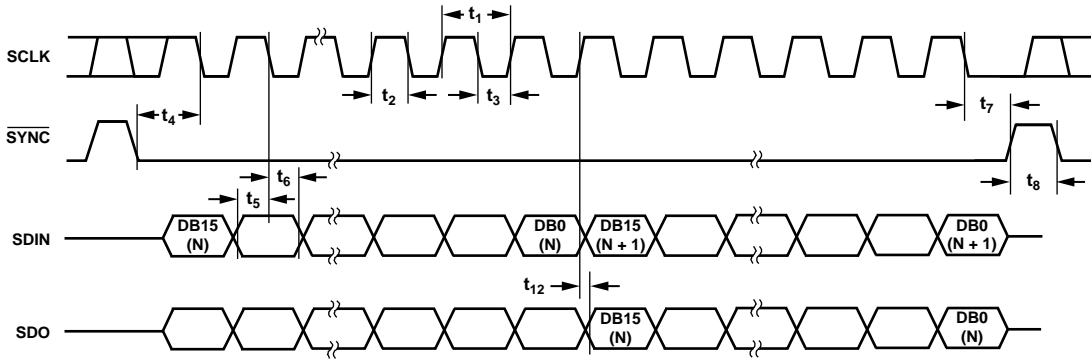 t1
SCLK
t2
t3
t4
t7
SYNC
t6
t5
t8
SDIN
DB15
(N)
DB0
(N)
DB15
(N + 1)
DB0
(N + 1)
t12
SDO
DB15
(N)
DB0
(N)